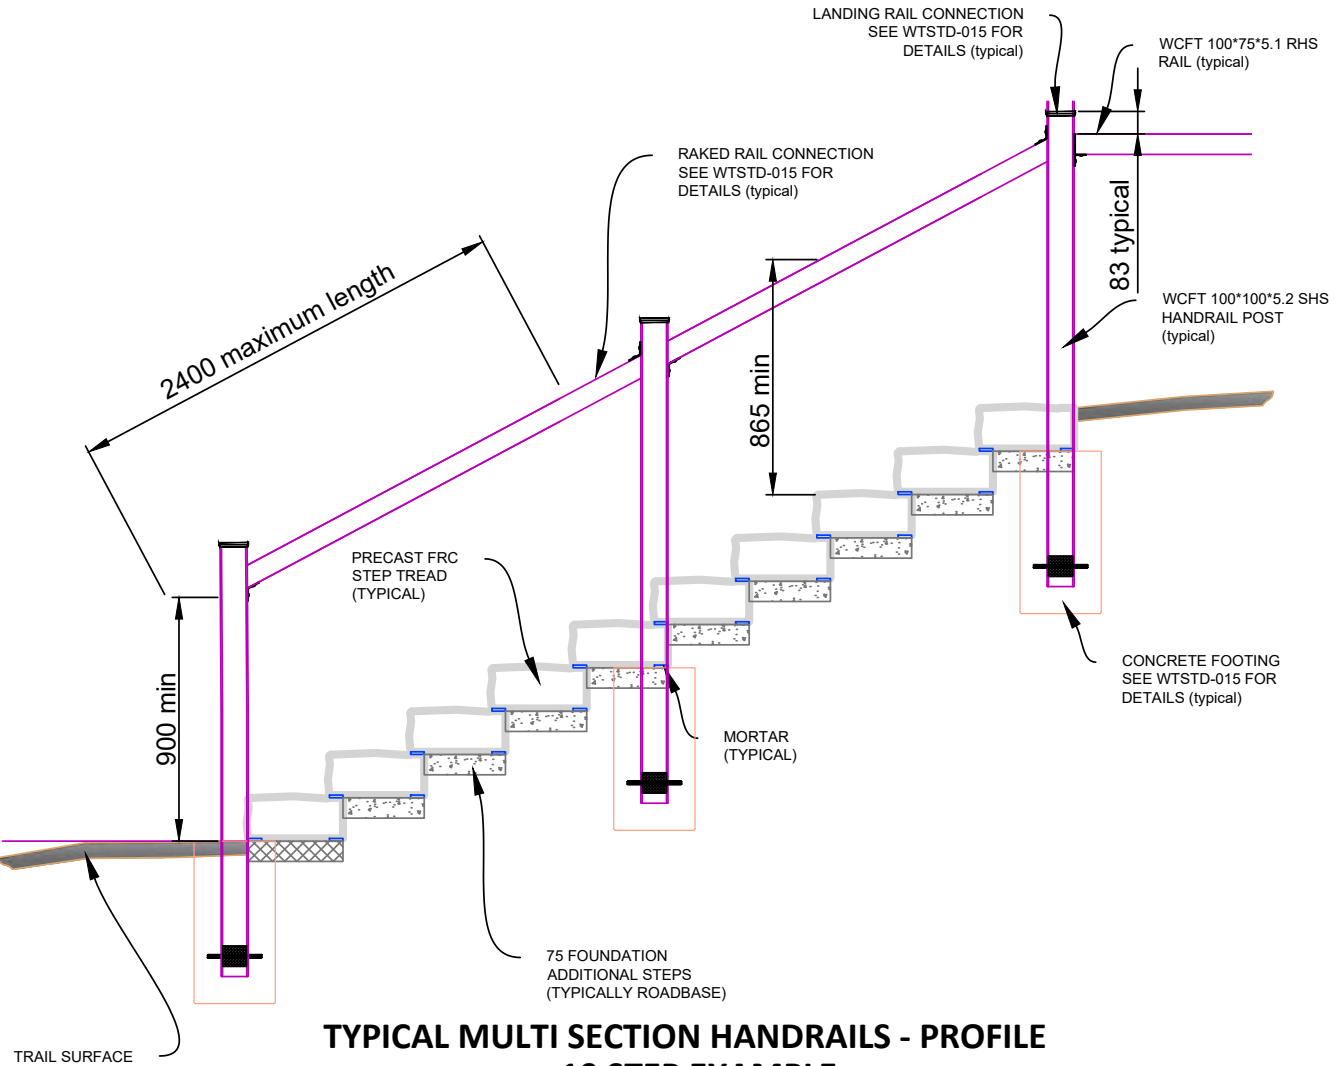 LANDING RAIL CONNECTION
SEE WTSTD-015 FOR
DETAILS (typical)
WCFT 100*75*5.1 RHS
RAIL (typical)
RAKED RAIL CONNECTION
SEE WTSTD-015 FOR
DETAILS (typical)
83 typical
2400 maximum length
WCFT 100*100*5.2 SHS
HANDRAIL POST
(typical)
865 min
PRECAST FRC
STEP TREAD
(TYPICAL)
900 min
CONCRETE FOOTING
SEE WTSTD-015 FOR
DETAILS (typical)
MORTAR
(TYPICAL)
75 FOUNDATION
ADDITIONAL STEPS
(TYPICALLY ROADBASE)
TRAIL SURFACE
TYPICAL MULTI SECTION HANDRAILS - PROFILE
10 STEP EXAMPLE